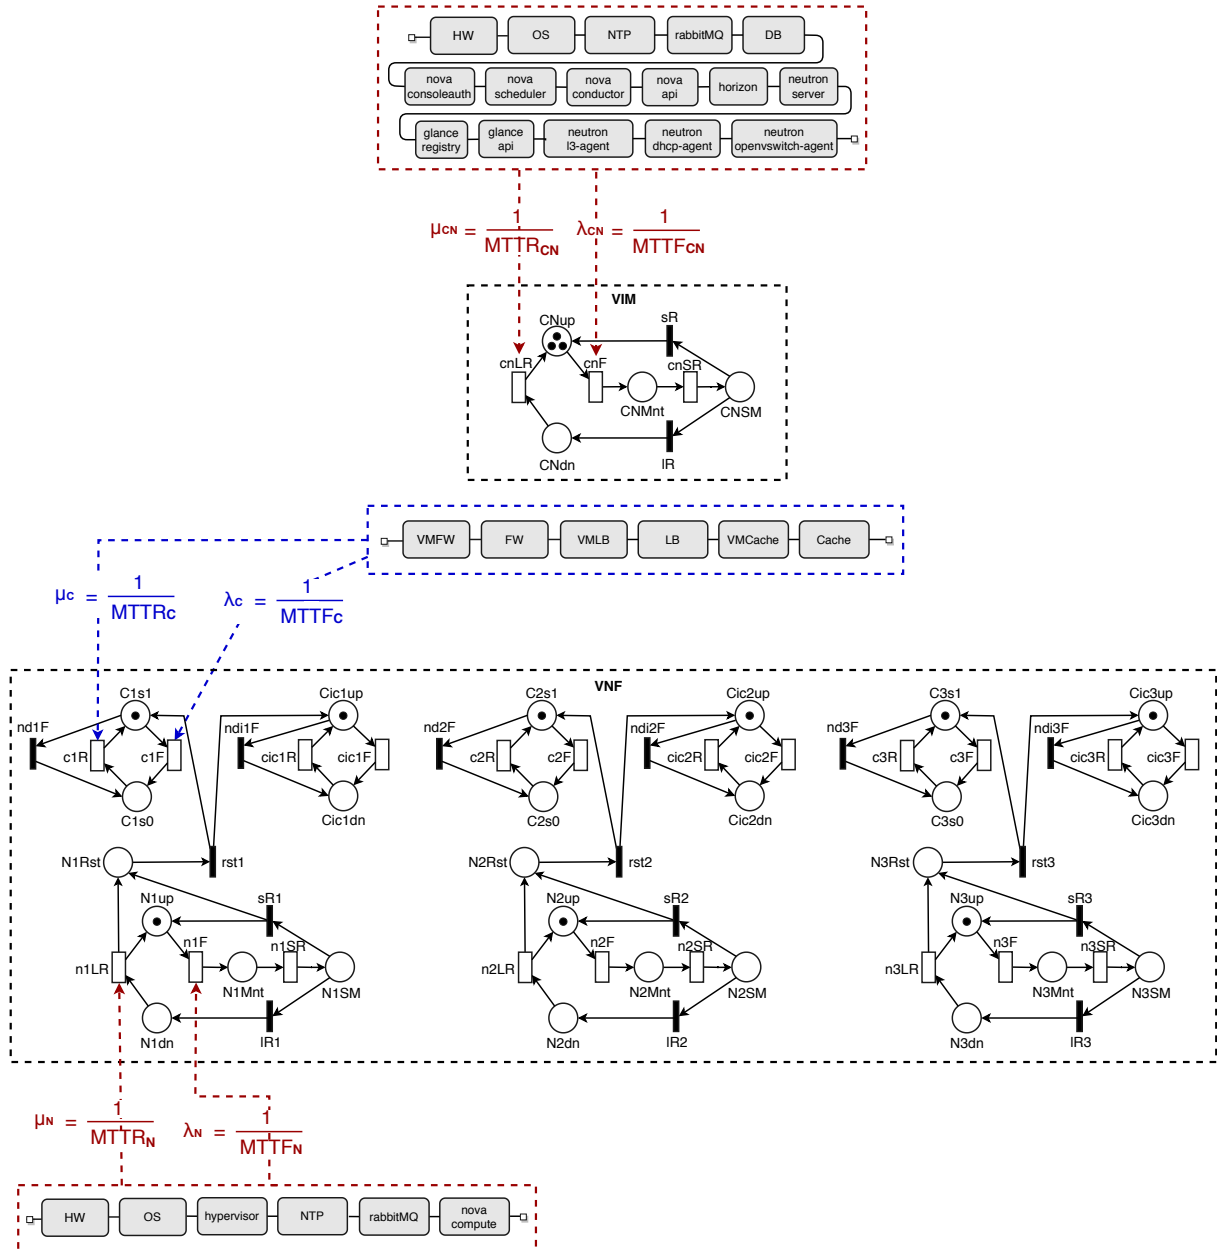 HW OS NTP rabbitMQ DB
nova consoleauth
nova scheduler
nova conductor
nova api
horizon
neutron server
glance registry
glance api
neutron l3-agent
neutron dhcp-agent
neutron openvswitch-agent
μCN = 1 / MTTRCN
λCN = 1 / MTTFCN
VIM
CNup
sR
cnLR
cnF
cnSR
CNMnt
CNSM
CNdn
lR
VMFW FW VMLB LB VMCache Cache
μC = 1 / MTTRC
λC = 1 / MTTFC
VNF
C1s1
Cic1up
nd1F
ndi1F
c1R
c1F
cic1R
cic1F
C1s0
Cic1dn
N1Rst
rst1
N1up
sR1
n1F
n1SR
n1LR
N1Mnt
N1SM
N1dn
lR1
C2s1
Cic2up
nd2F
ndi2F
c2R
c2F
cic2R
cic2F
C2s0
Cic2dn
N2Rst
rst2
N2up
sR2
n2F
n2SR
n2LR
N2Mnt
N2SM
N2dn
lR2
C3s1
Cic3up
nd3F
ndi3F
c3R
c3F
cic3R
cic3F
C3s0
Cic3dn
N3Rst
rst3
N3up
sR3
n3F
n3SR
n3LR
N3Mnt
N3SM
N3dn
lR3
μN = 1 / MTTRN
λN = 1 / MTTFN
HW OS hypervisor NTP rabbitMQ
nova compute